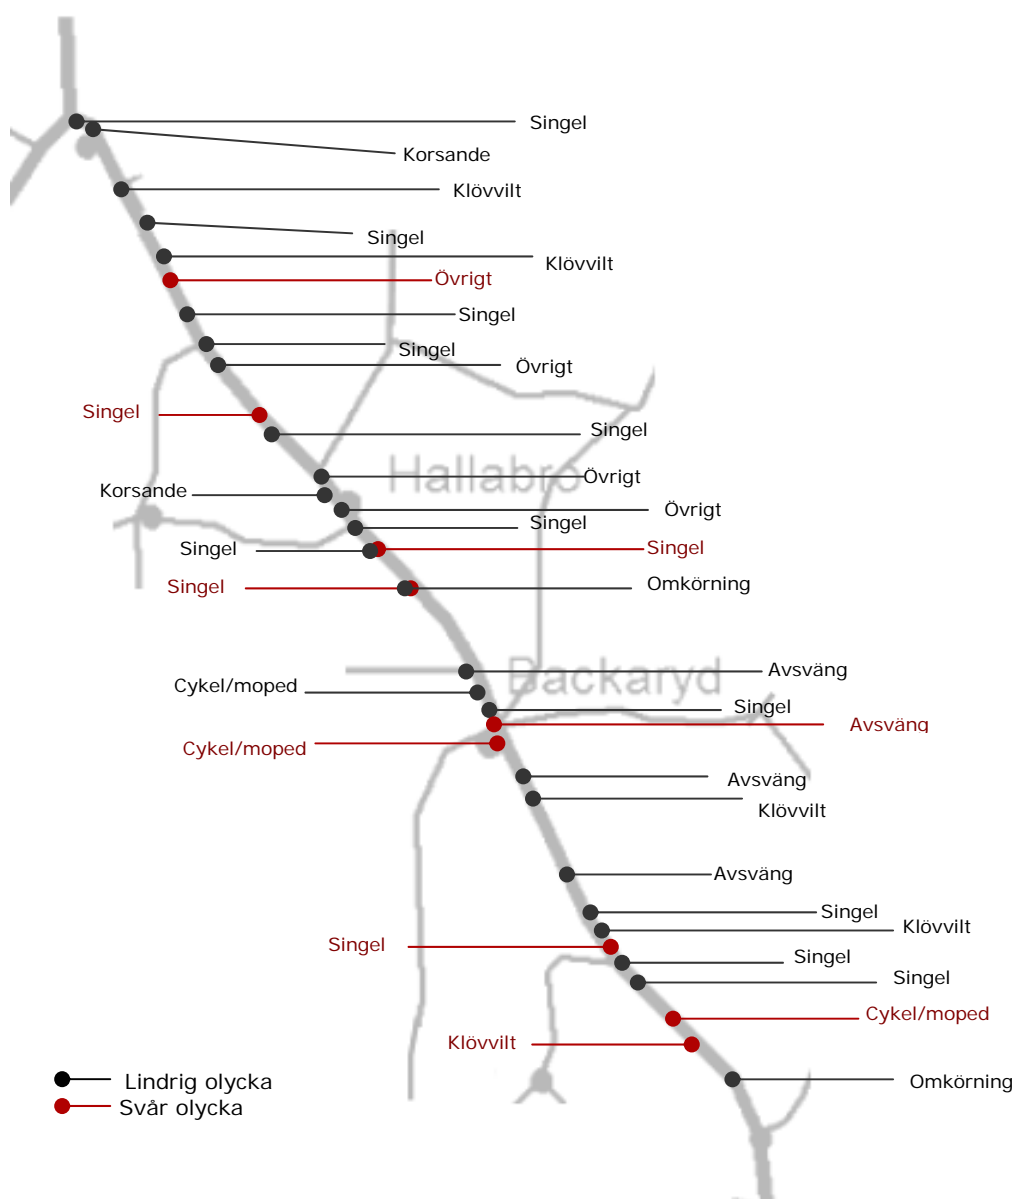 Singel
Korsande
Klövvilt
Singel
Klövvilt
Övrigt
Singel
Singel
Övrigt
Singel
Singel
Hallabro
Övrigt
Korsande
Övrigt
Singel
Singel
Singel
Singel
Omkörning
Avsväng
Backaryd
Cykel/moped
Singel
Avsväng
Cykel/moped
Avsväng
Klövvilt
Avsväng
Singel
Klövvilt
Singel
Singel
Singel
Cykel/moped
Klövvilt
Omkörning
Lindrig olycka
Svår olycka